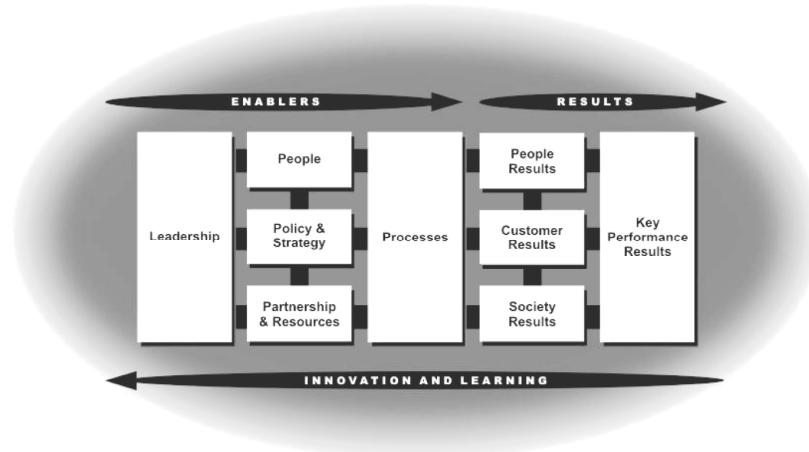 ENABLERS
RESULTS
Leadership
People
Policy &
Strategy
Partnership
& Resources
Processes
People
Results
Customer
Results
Society
Results
Key
Performance
Results
INNOVATION AND LEARNING